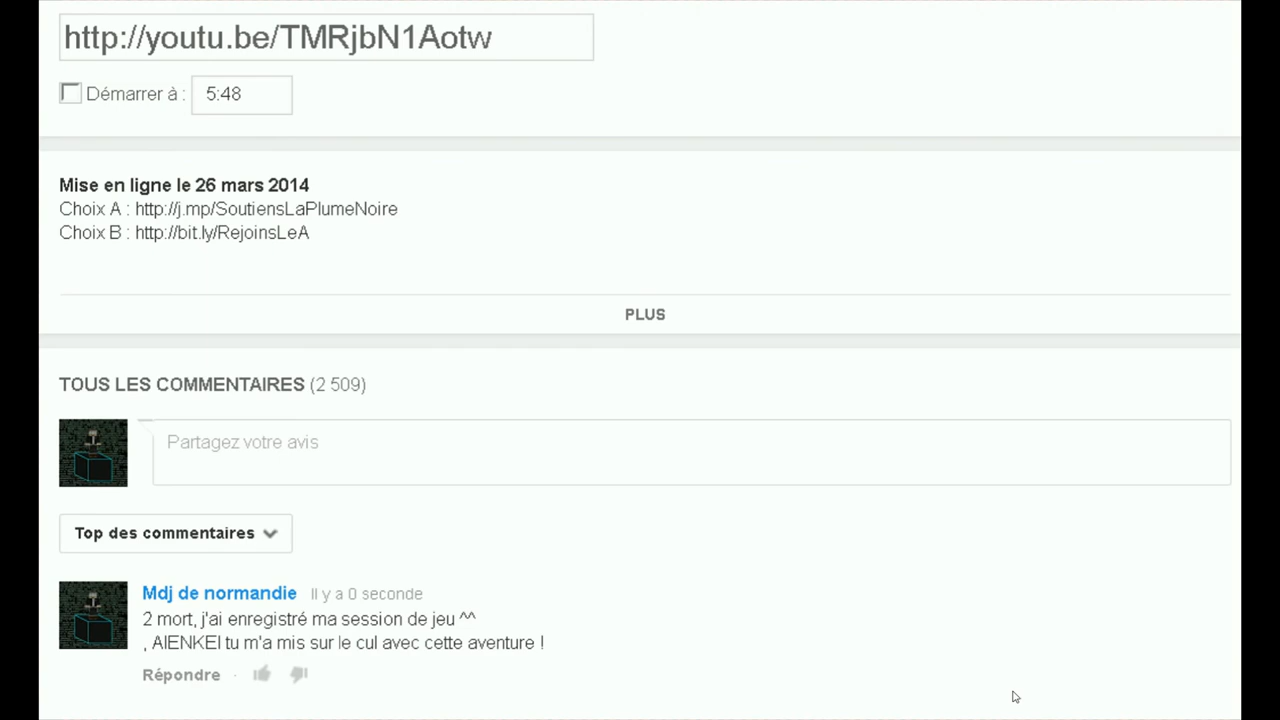 http://youtu.be/TMRjbN1Aotw
Démarrer à : 5:48
Mise en ligne le 26 mars 2014
Choix A : http://j.mp/SoutiensLaPlumeNoire
Choix B : http://bit.ly/RejoinsLeA
PLUS
TOUS LES COMMENTAIRES (2 509)
Partagez votre avis
Top des commentaires
Mdj de normandie Il y a 0 seconde
2 mort, j'ai enregistré ma session de jeu ^^
, AIENKEI tu m'a mis sur le cul avec cette aventure !
Répondre ·